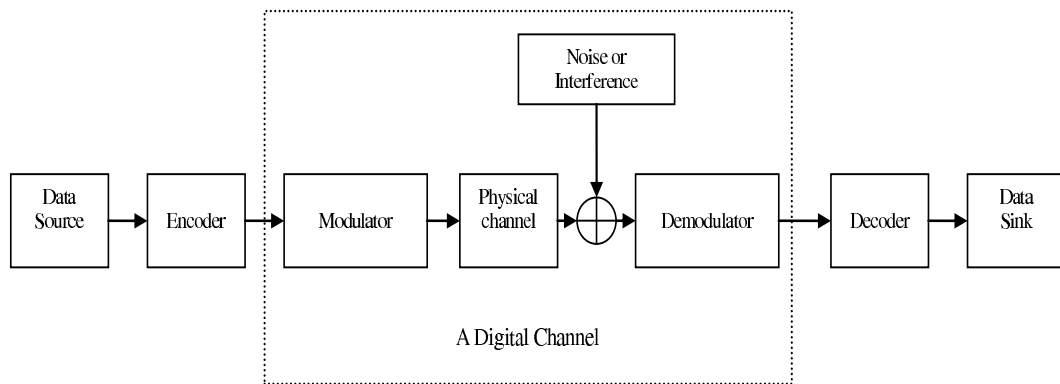 Noise or
Interference
Data
Source
Encoder
Modulator
Physical
channel
Demodulator
Decoder
Data
Sink
A Digital Channel